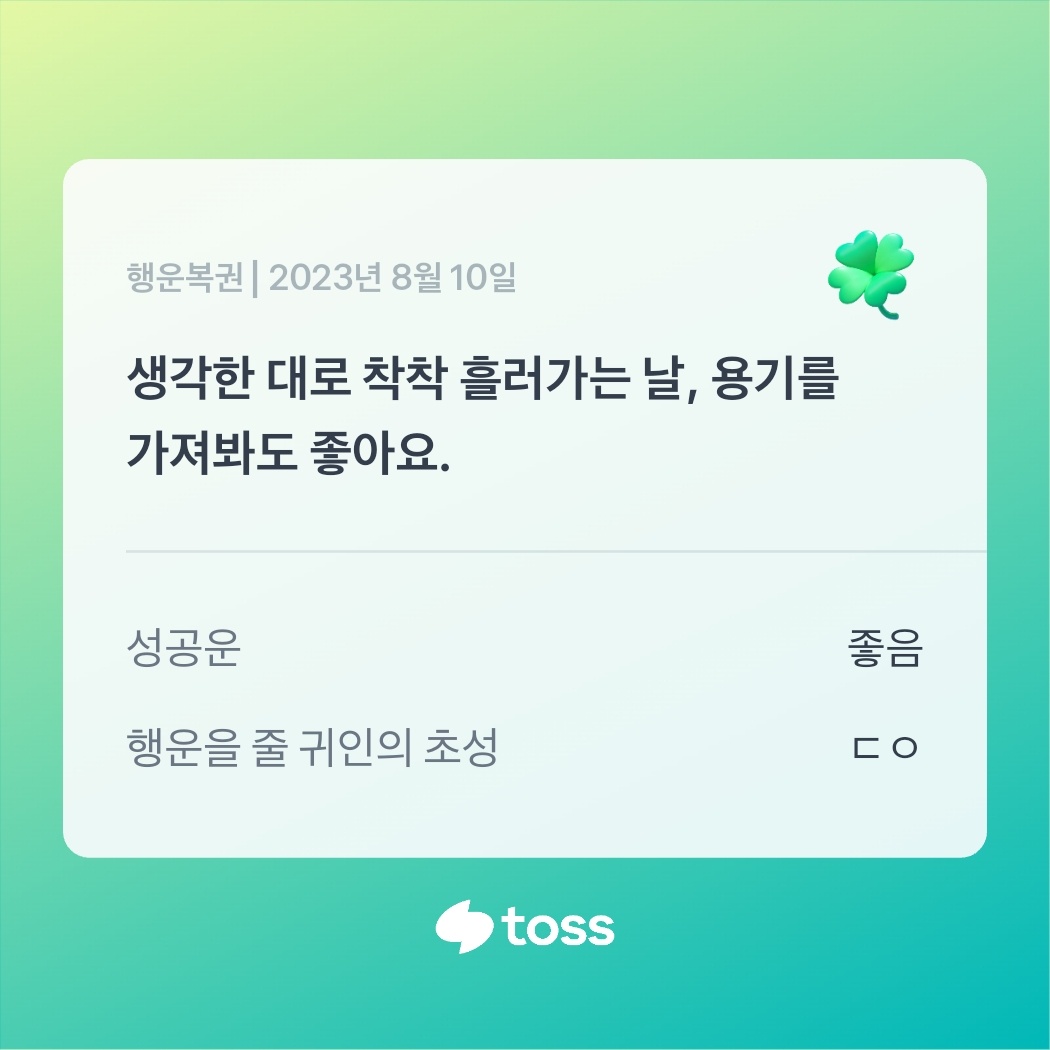 행운복권 | 2023년 8월 10일
생각한 대로 착착 흘러가는 날, 용기를
가져봐도 좋아요.
성공운 좋음
행운을 줄 귀인의 초성 ㄷㅇ
toss